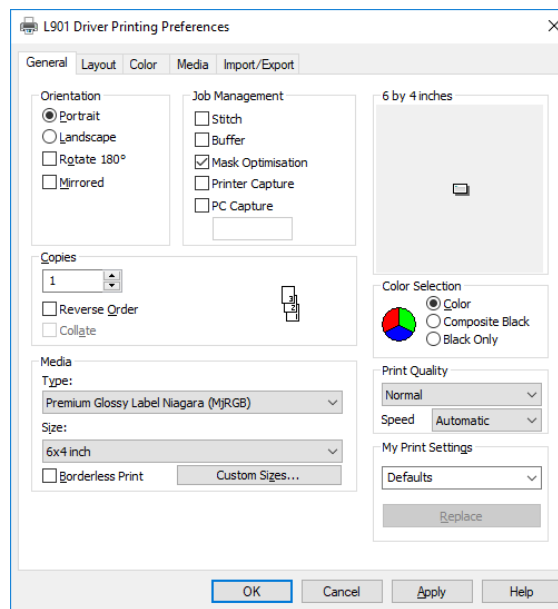 L901 Driver Printing Preferences
General Layout Color Media Import/Export
Orientation
Portrait
Landscape
Rotate 180°
Mirrored
Job Management
Stitch
Buffer
Mask Optimisation
Printer Capture
PC Capture
6 by 4 inches
Copies
1
Reverse Order
Collate
3
2
1
Color Selection
Color
Composite Black
Black Only
Media
Type:
Premium Glossy Label Niagara (MjRGB)
Size:
6x4 inch
Borderless Print
Custom Sizes...
Print Quality
Normal
Speed Automatic
My Print Settings
Defaults
Replace
OK Cancel Apply Help